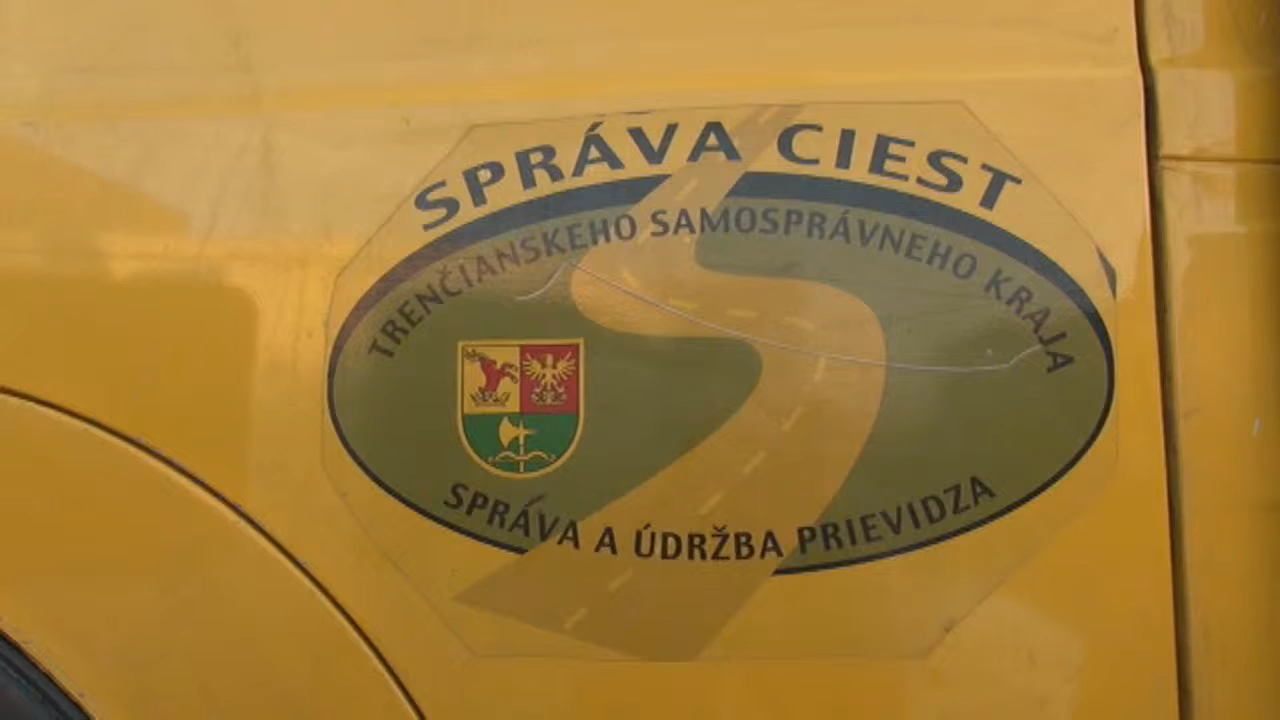 SPRÁVA CIEST
TRENČIANSKEHO SAMOSPRÁVNEHO KRAJA
SPRÁVA A ÚDRŽBA PRIEVIDZA